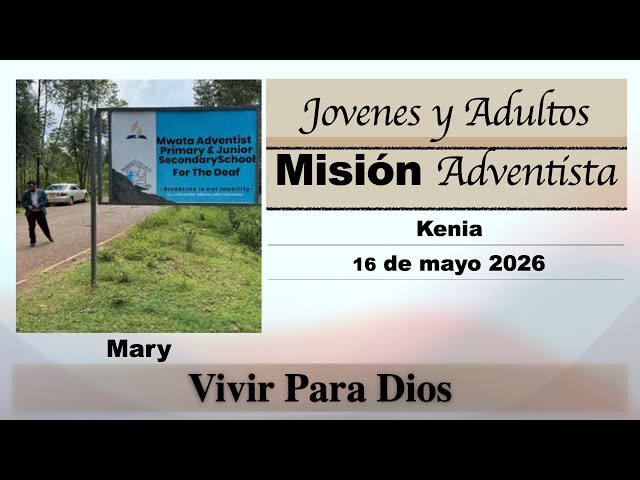 Jovenes y Adultos
Misión Adventista
Kenia
16 de mayo 2026
Mwata Adventist
Primary & Junior
Secondary School
For The Deaf
- Disability is not inability-
Mary
Vivir Para Dios